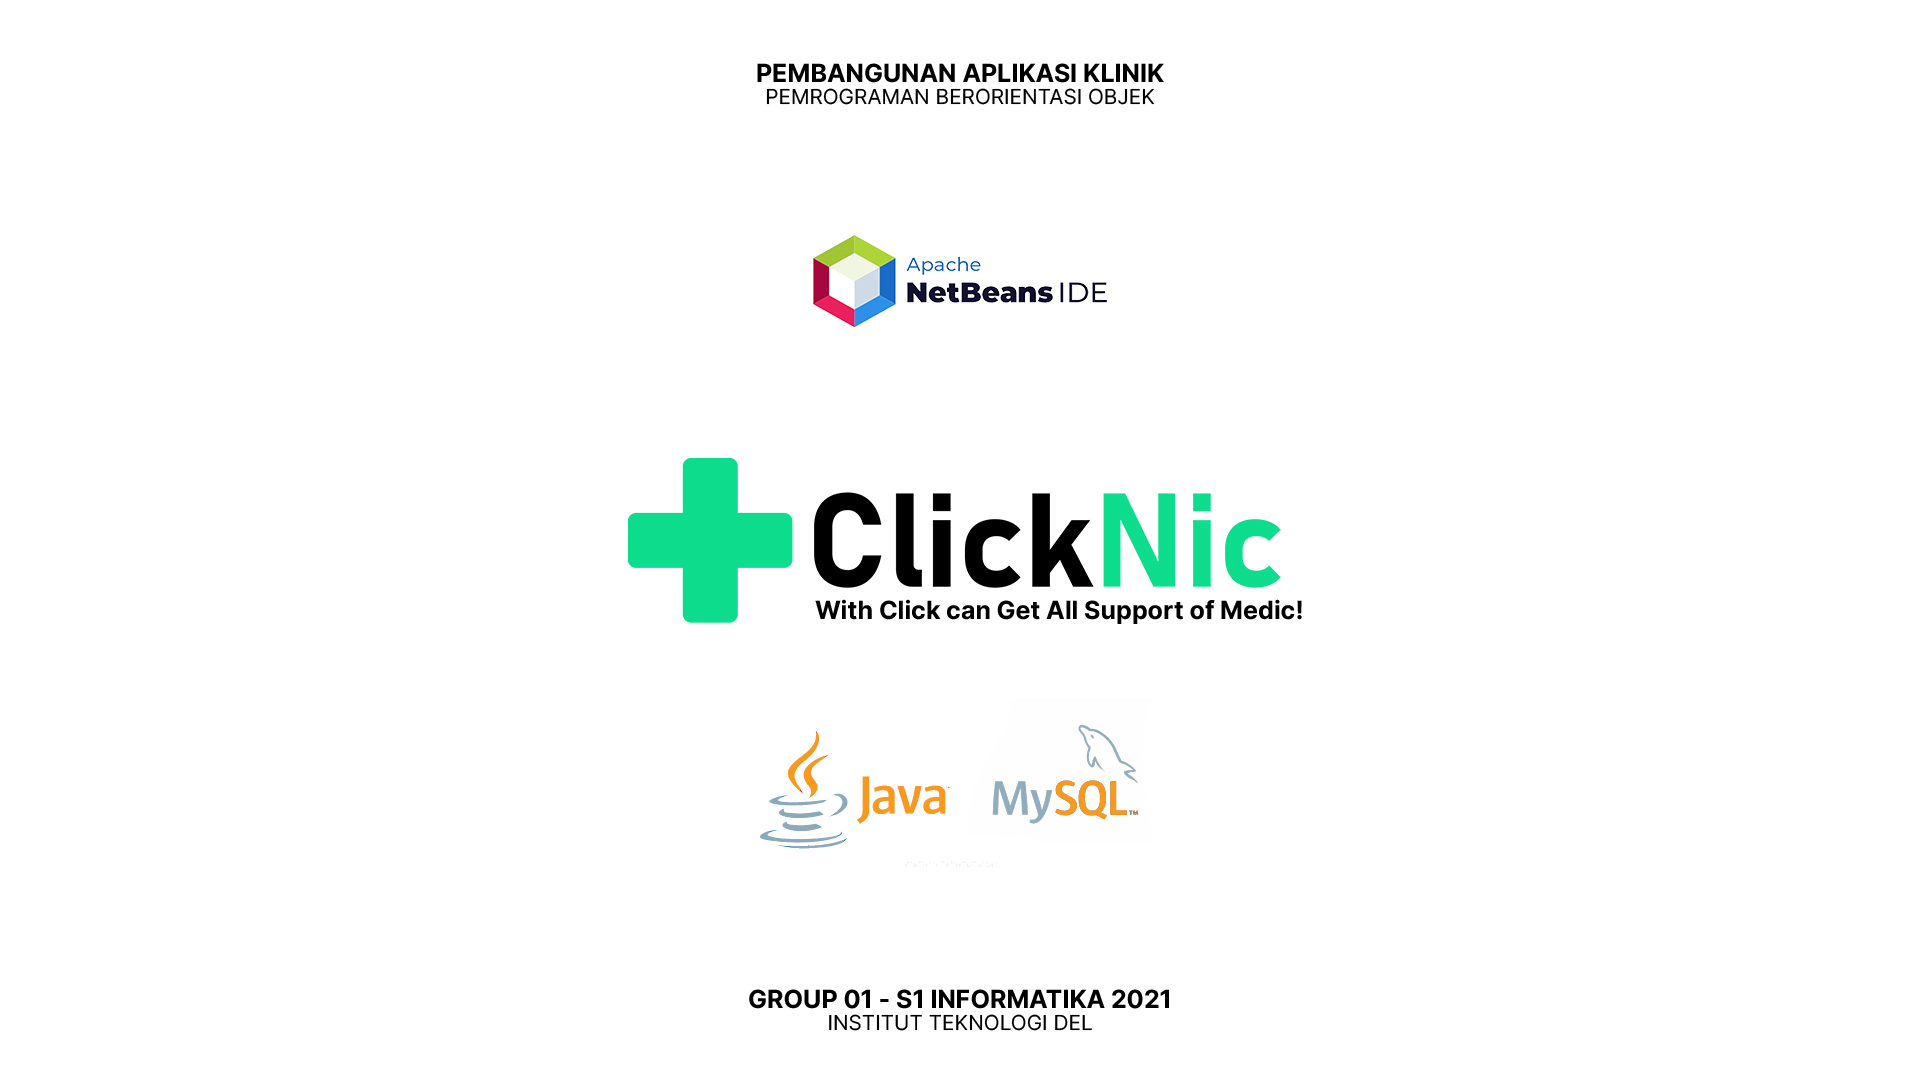 PEMBANGUNAN APLIKASI KLINIK
PEMROGRAMAN BERORIENTASI OBJEK
Apache
NetBeans IDE
ClickNic
With Click can Get All Support of Medic!
Java
MySQL™
GROUP 01 - S1 INFORMATIKA 2021
INSTITUT TEKNOLOGI DEL